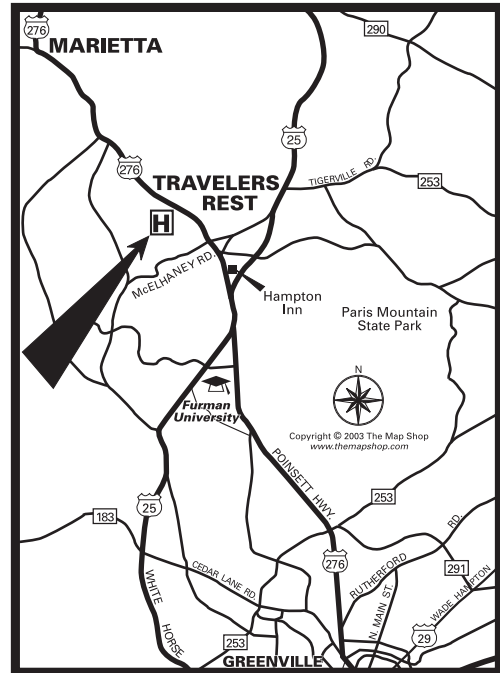 276
MARIETTA
290
25
276
TRAVELERS
REST
TIGERVILLE RD.
253
H
McELHANEY RD.
Hampton
Inn
Paris Mountain
State Park
N
Furman
University
Copyright © 2003 The Map Shop
www.themapshop.com
POINSETT HWY.
253
25
183
RD.
276
RUTHERFORD
291
CEDAR LANE RD.
WHITE
HORSE
N. MAIN ST.
WADE HAMPTON
29
253
GREENVILLE